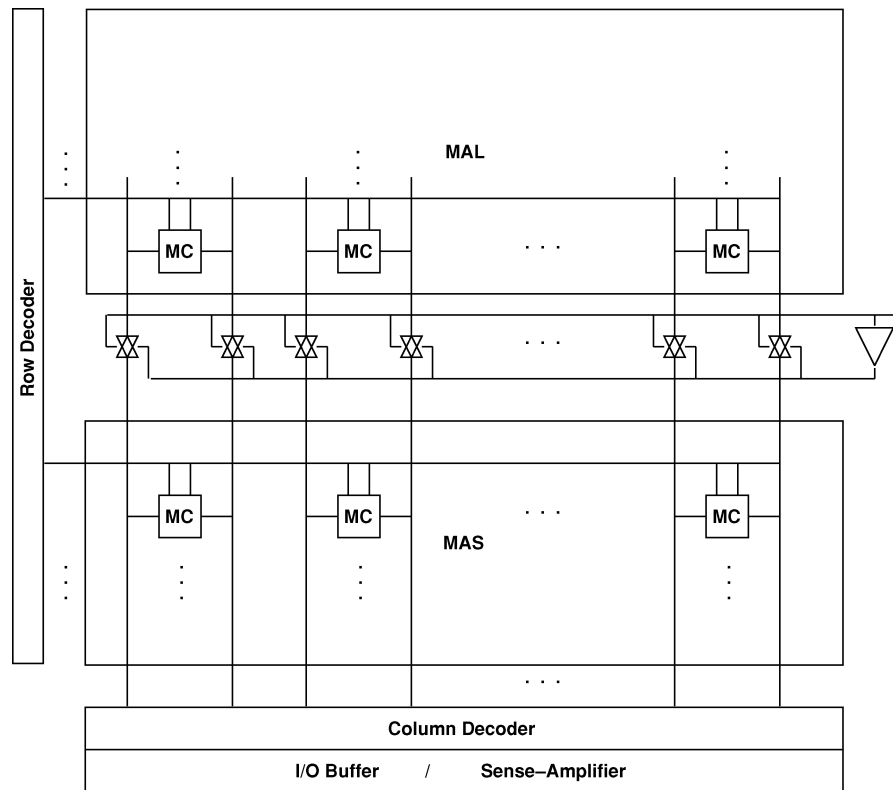 MAL
MC MC . . . MC
Row Decoder
. . .
MC MC . . . MC
MAS
. . .
Column Decoder
I/O Buffer / Sense–Amplifier